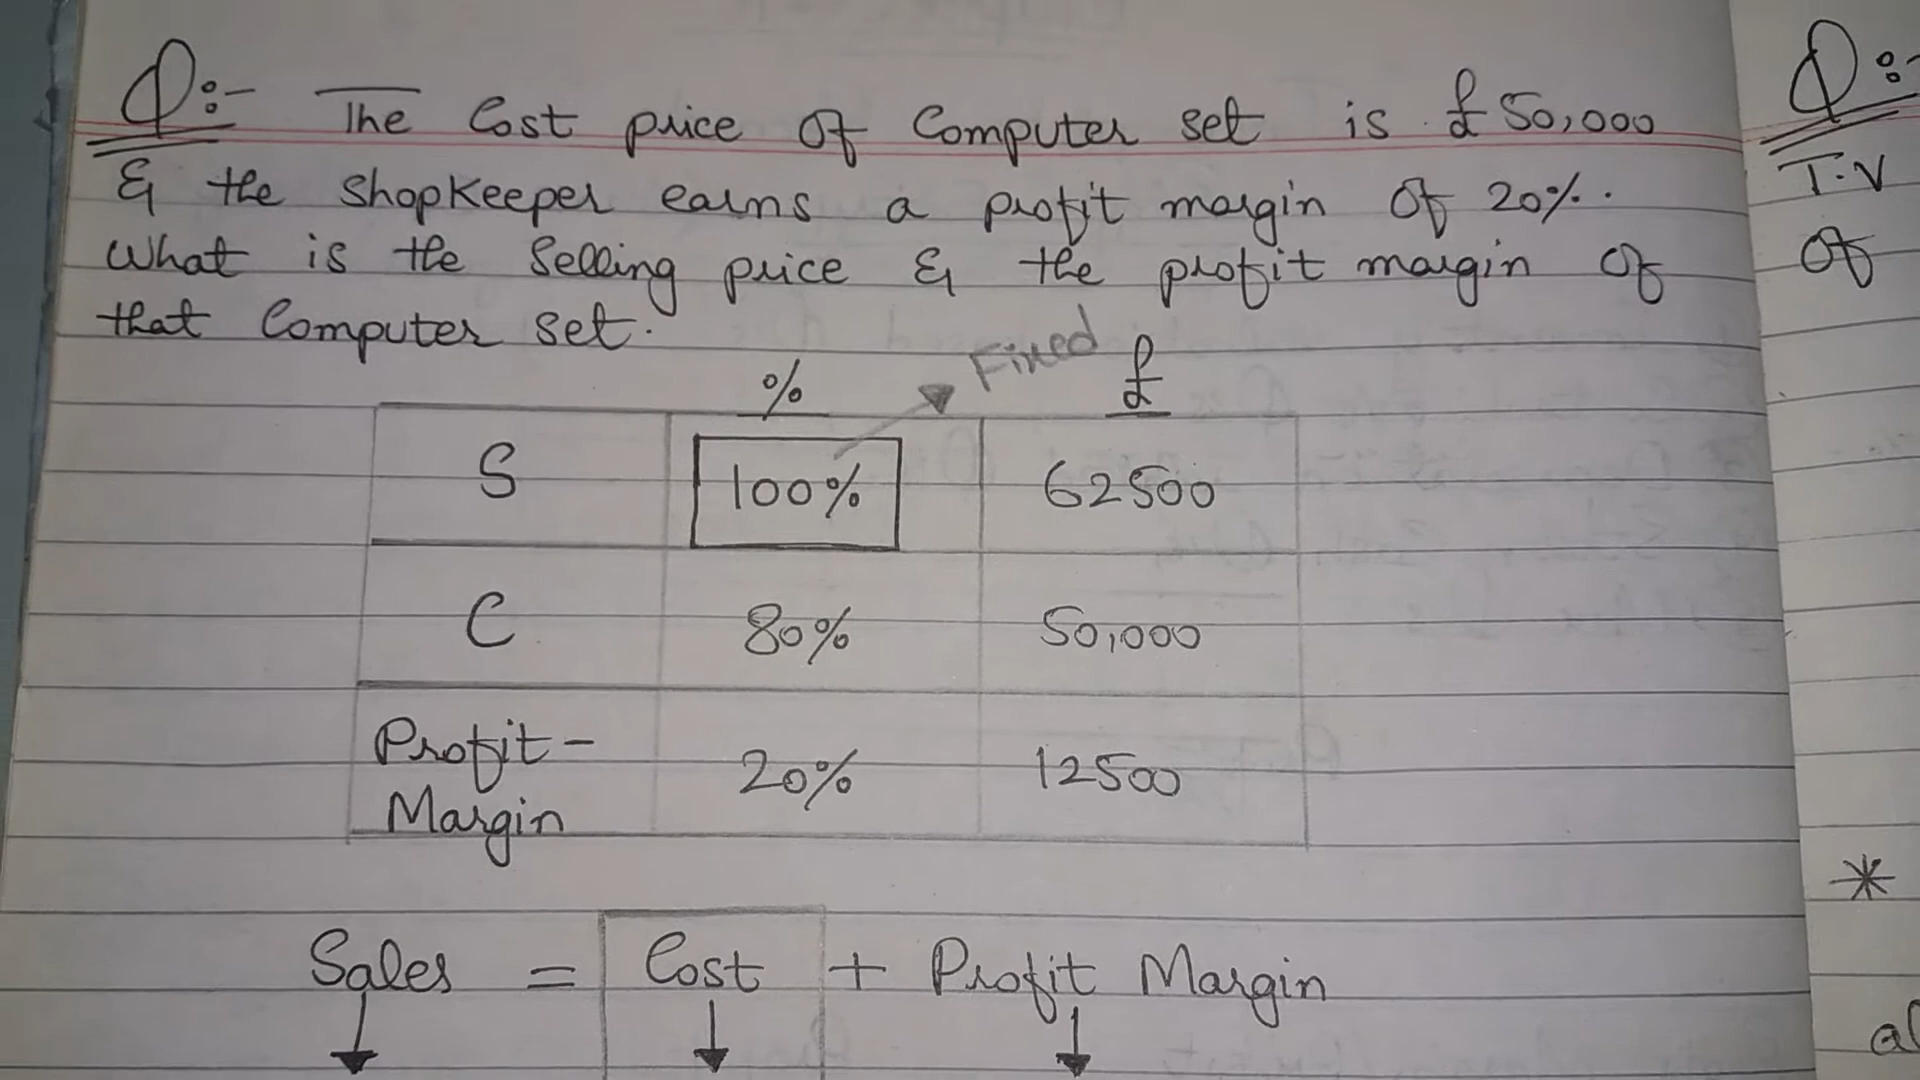 Q:- The Cost price Of Computer set is £50,000
& the Shopkeeper earns a profit margin Of 20%.
What is the Selling price & the profit margin Of
that Computer set.
Fixed
% £
S 100% 62500
C 80% 50,000
Profit-
Margin 20% 12500
Sales = Cost + Profit Margin
Q:-
T.V
Of
*